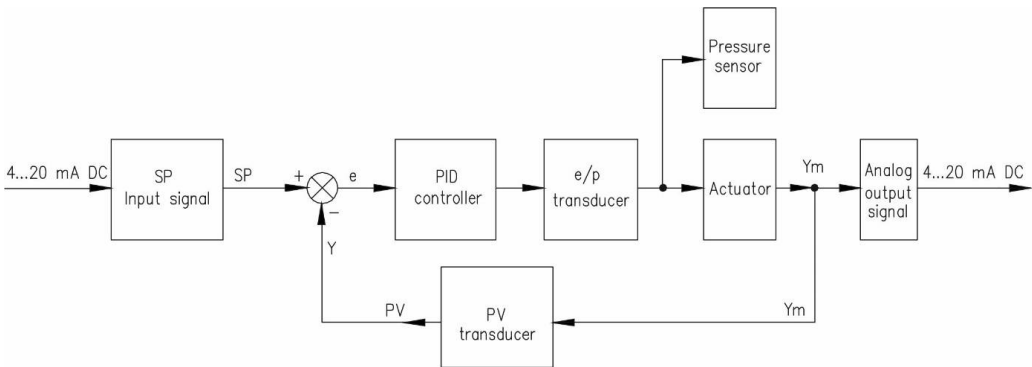 Pressure
sensor
4...20 mA DC
SP
Input signal
SP
+
e
PID
controller
e/p
transducer
Actuator
Ym
Analog
output
signal
4...20 mA DC
−
Y
PV
PV
transducer
Ym